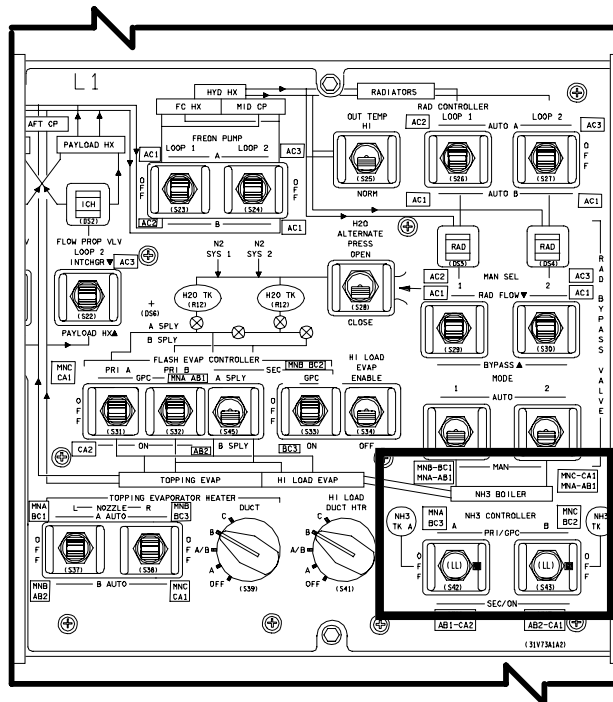 L1
HYD HX
RADIATORS
FC HX
MID CP
AFT CP
PAYLOAD HX
FREON PUMP
LOOP 1
A
LOOP 2
AC1
AC3
OFF
OFF
(S23)
(S24)
AC2
B
AC1
OUT TEMP
HI
(S25)
NORM
RAD CONTROLLER
AC2
LOOP 1
AUTO A
LOOP 2
AC3
OFF
(S26)
(S27)
AC1
AUTO B
AC1
ICH
(DS2)
FLOW PROP VLV
LOOP 2
INTCHGR▼
AC3
(S22)
PAYLOAD HX▲
N2
SYS 1
N2
SYS 2
H2O
ALTERNATE
PRESS
OPEN
(S28)
CLOSE
H2O TK
(R12)
H2O TK
(R12)
+
(DS6)
A SPLY
B SPLY
RAD
(DS3)
RAD
(DS4)
1
MAN SEL
2
AC2
AC3
AC1
RAD FLOW▼
AC1
(S29)
(S30)
BYPASS▲
RAD BYPASS VALVE
MODE
1
AUTO
2
MAN
MNB-BC1
MNA-AB1
MNC-CA1
MNA-AB1
MNC
CA1
FLASH EVAP CONTROLLER
PRI A
PRI B
SEC
MNB BC2
GPC
MNA AB1
A SPLY
GPC
HI LOAD
EVAP
ENABLE
OFF
OFF
(S31)
(S32)
(S45)
(S33)
(S34)
CA2
ON
AB2
B SPLY
BC3
ON
OFF
TOPPING EVAP
HI LOAD EVAP
NH3 BOILER
TOPPING EVAPORATOR HEATER
MNA
BC1
L
NOZZLE
R
A AUTO
MNB
BC3
OFF
OFF
(S37)
(S38)
MNB
AB2
B AUTO
MNC
CA1
DUCT
C
B
A/B
A
OFF
(S39)
HI LOAD
DUCT HTR
C
B
A/B
A
OFF
(S41)
NH3
TK A
MNA
BC3
NH3 CONTROLLER
A
B
PRI/GPC
MNC
BC2
NH3
TK
OFF
OFF
(LL)
(LL)
(S42)
(S43)
SEC/ON
AB1-CA2
AB2-CA1
(31V73A1A2)